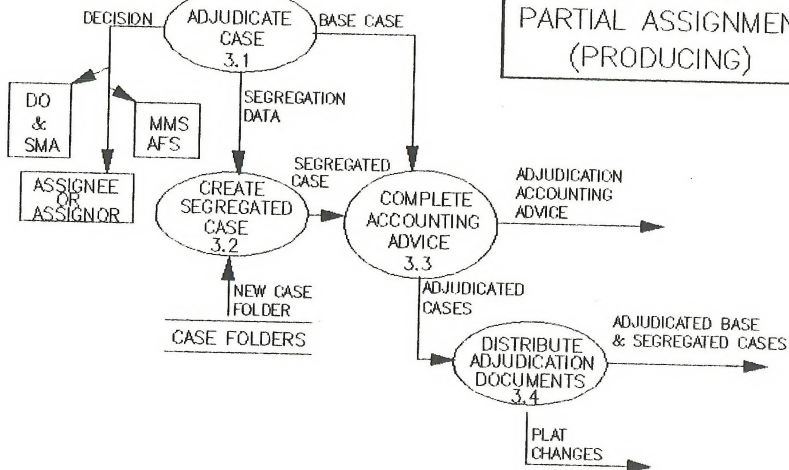 DECISION
ADJUDICATE
CASE
3.1
BASE CASE
PARTIAL ASSIGNMEN
(PRODUCING)
DO
&
SMA
MMS
AFS
SEGREGATION
DATA
ASSIGNEE
OR
ASSIGNOR
CREATE
SEGREGATED
CASE
3.2
SEGREGATED
CASE
COMPLETE
ACCOUNTING
ADVICE
3.3
ADJUDICATION
ACCOUNTING
ADVICE
NEW CASE
FOLDER
CASE FOLDERS
ADJUDICATED
CASES
DISTRIBUTE
ADJUDICATION
DOCUMENTS
3.4
ADJUDICATED BASE
& SEGREGATED CASES
PLAT
CHANGES